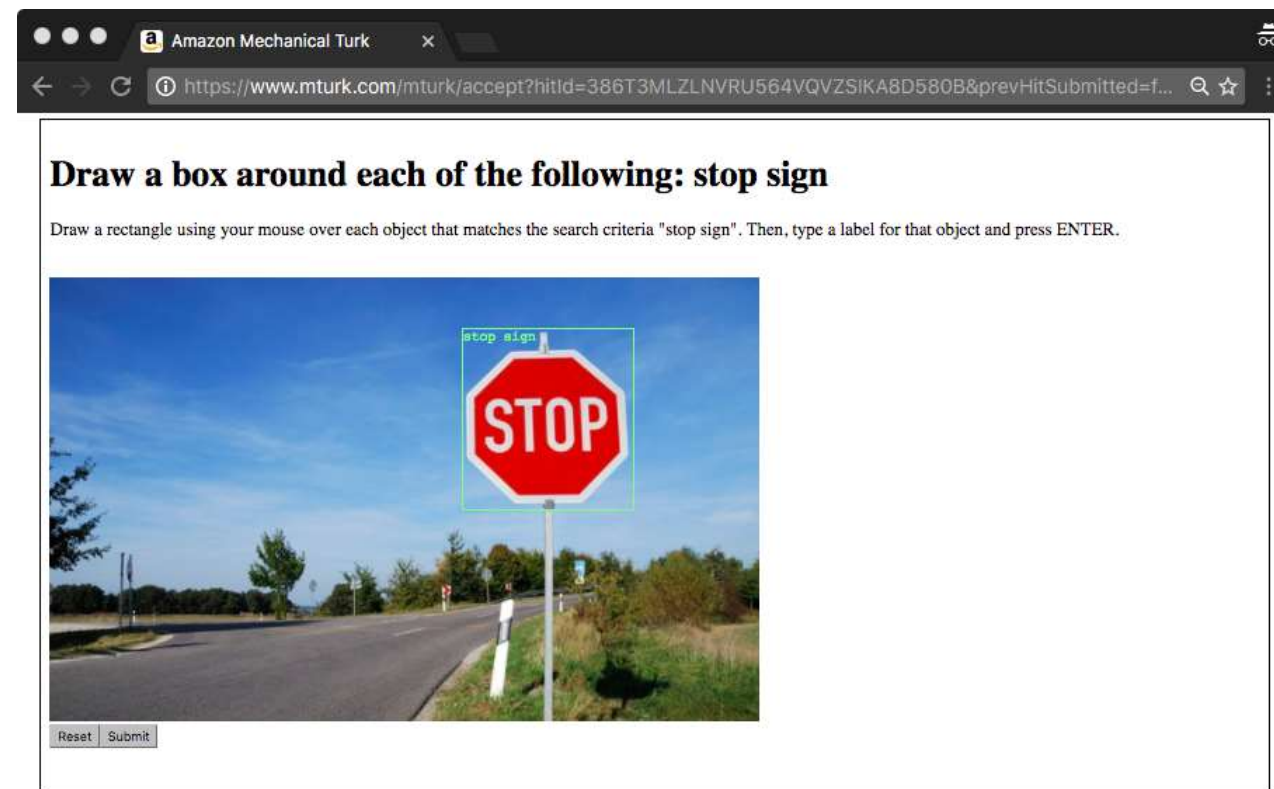 Amazon Mechanical Turk
https://www.mturk.com/mturk/accept?hitId=386T3MLZLNVRU564VQVZSIKA8D580B&prevHitSubmitted=f...
Draw a box around each of the following: stop sign
Draw a rectangle using your mouse over each object that matches the search criteria "stop sign". Then, type a label for that object and press ENTER.
stop sign
STOP
Reset Submit